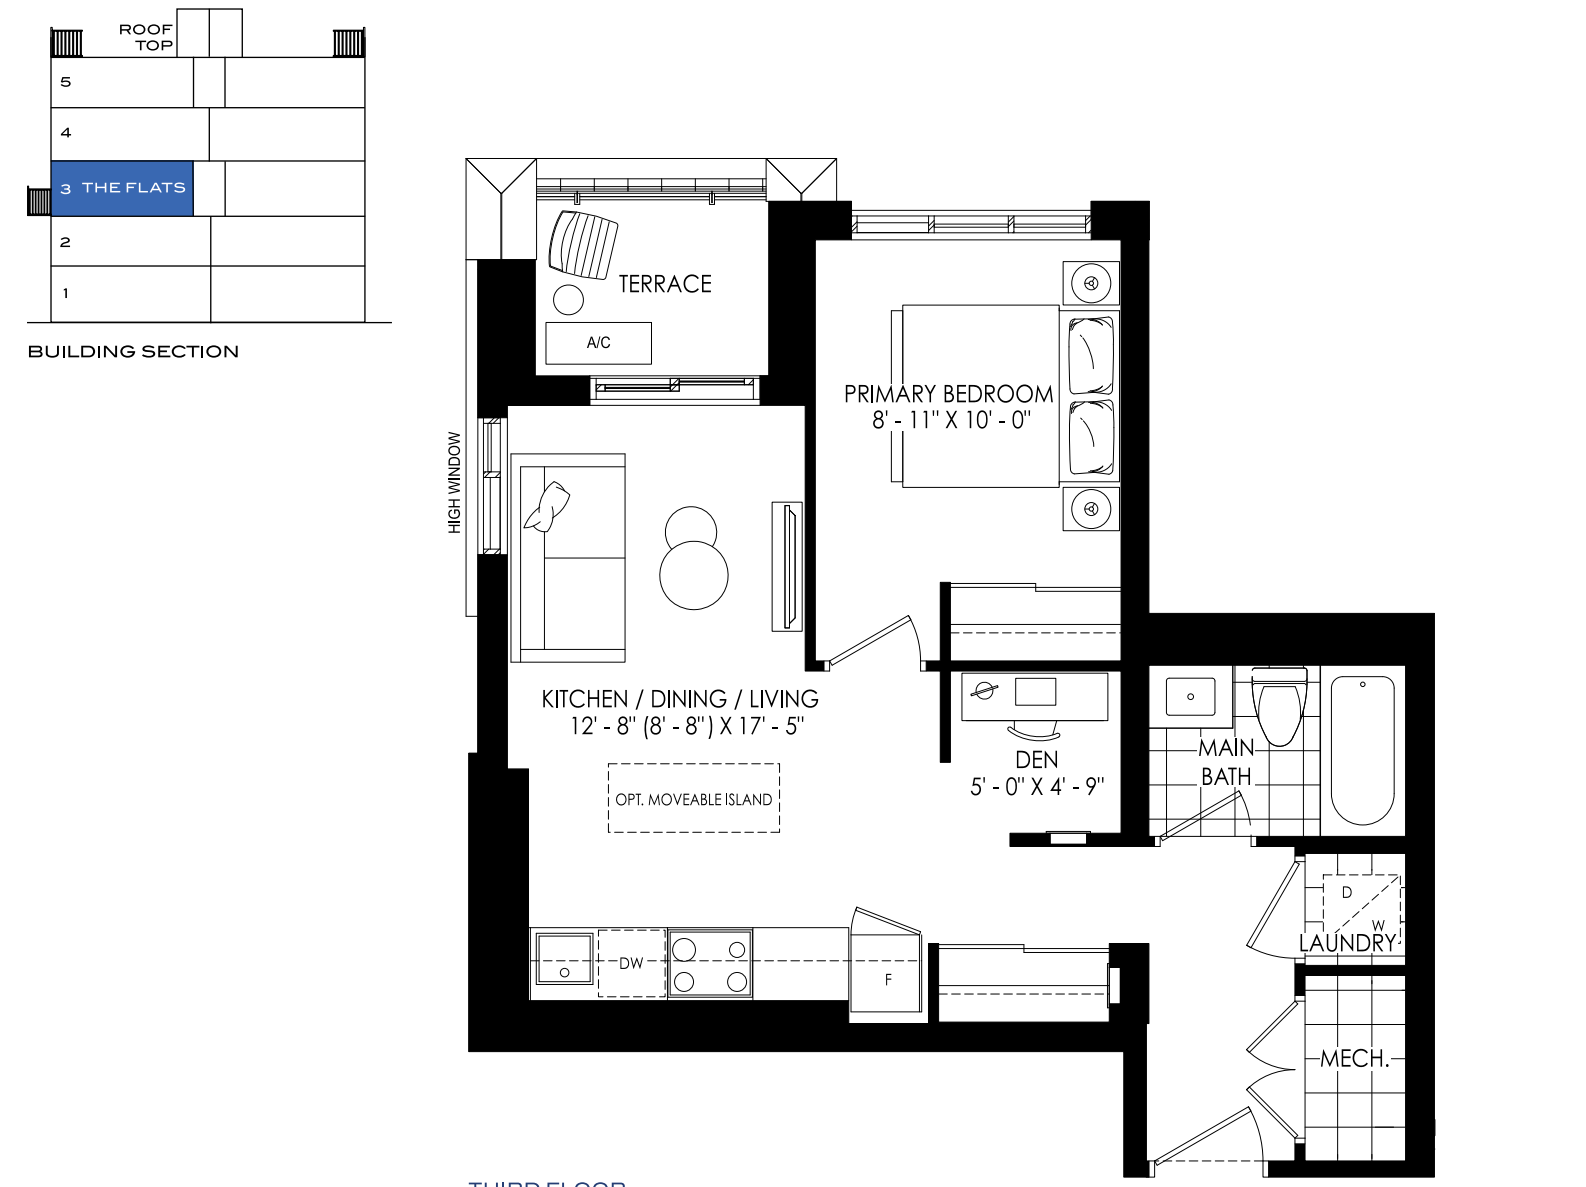 ROOF
TOP
5
4
3 THE FLATS
2
1
BUILDING SECTION
TERRACE
A/C
PRIMARY BEDROOM
8' - 11" X 10' - 0"
HIGH WINDOW
KITCHEN / DINING / LIVING
12' - 8" (8' - 8") X 17' - 5"
OPT. MOVEABLE ISLAND
DEN
5' - 0" X 4' - 9"
MAIN
BATH
D
W
LAUNDRY
DW
F
MECH.
THIRD FLOOR